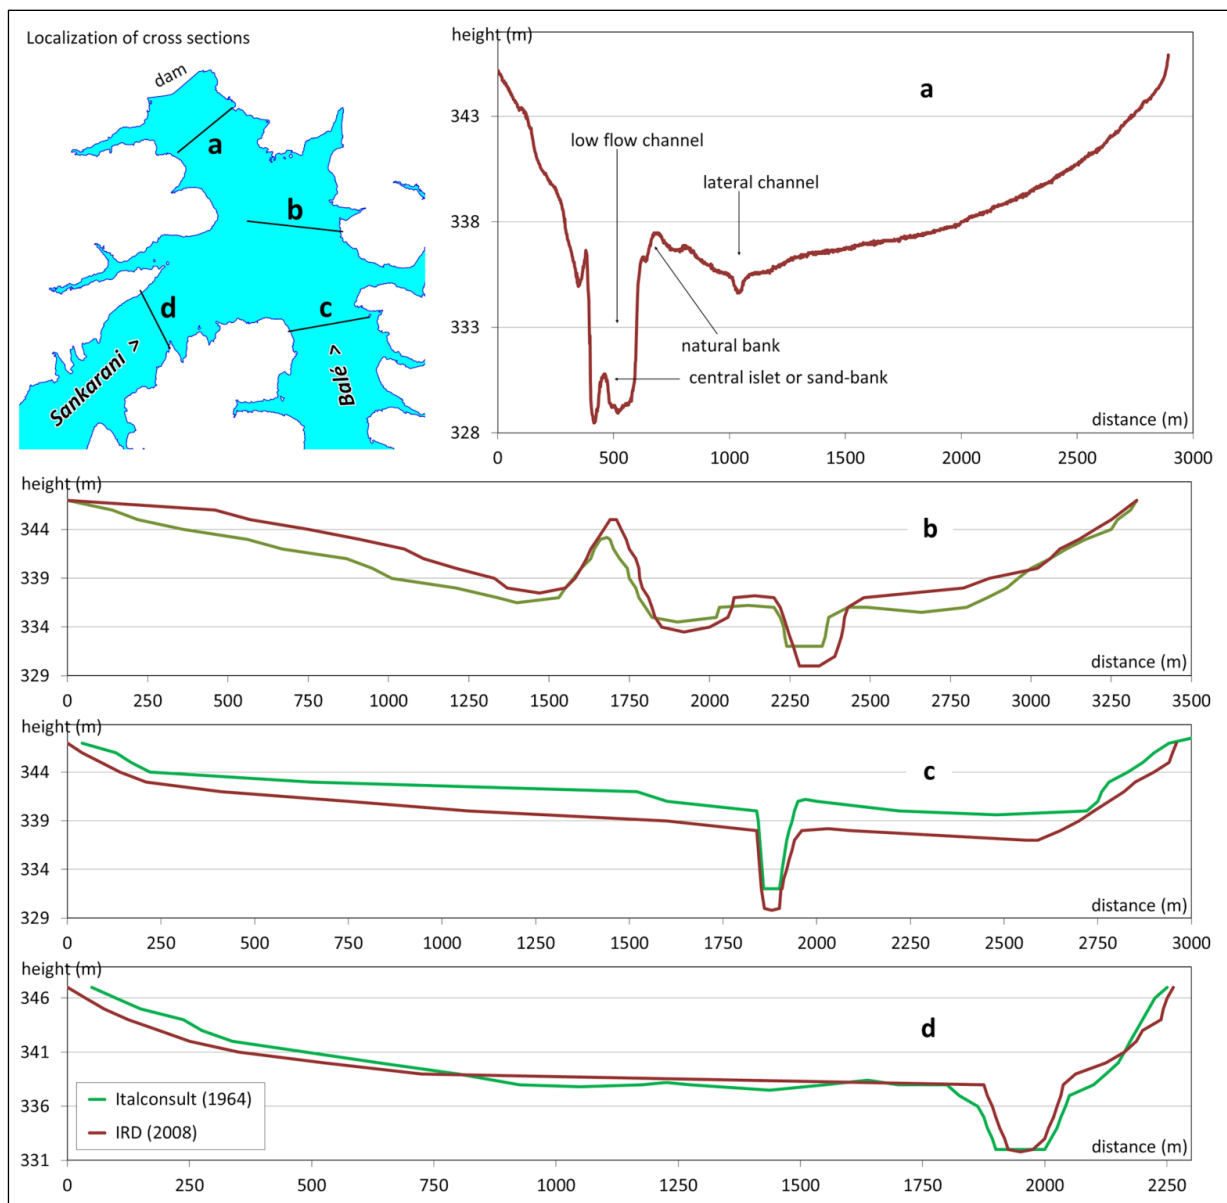 Localization of cross sections
dam
a
b
c
d
Sankarani >
Balé >
height (m)
a
343
338
333
328
low flow channel
lateral channel
natural bank
central islet or sand-bank
distance (m)
0 500 1000 1500 2000 2500 3000
height (m)
b
344
339
334
329
distance (m)
0 250 500 750 1000 1250 1500 1750 2000 2250 2500 2750 3000 3250 3500
height (m)
c
344
339
334
329
distance (m)
0 250 500 750 1000 1250 1500 1750 2000 2250 2500 2750 3000
height (m)
d
346
341
336
331
Italconsult (1964)
IRD (2008)
distance (m)
0 250 500 750 1000 1250 1500 1750 2000 2250